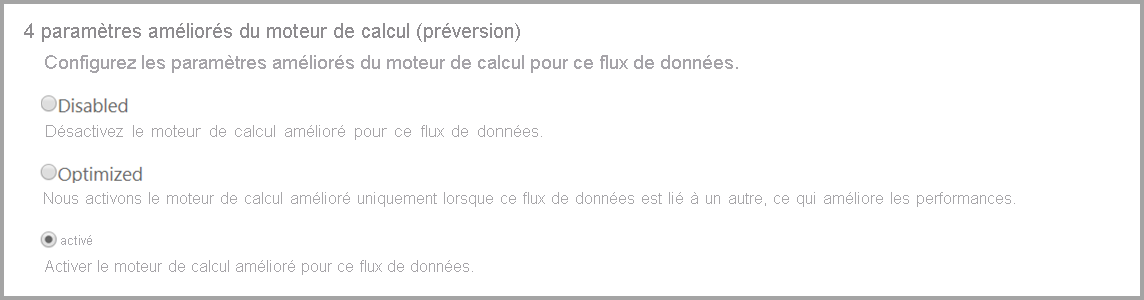 4 paramètres améliorés du moteur de calcul (préversion)
Configurez les paramètres améliorés du moteur de calcul pour ce flux de données.
Disabled
Désactivez le moteur de calcul amélioré pour ce flux de données.
Optimized
Nous activons le moteur de calcul amélioré uniquement lorsque ce flux de données est lié à un autre, ce qui améliore les performances.
activé
Activer le moteur de calcul amélioré pour ce flux de données.